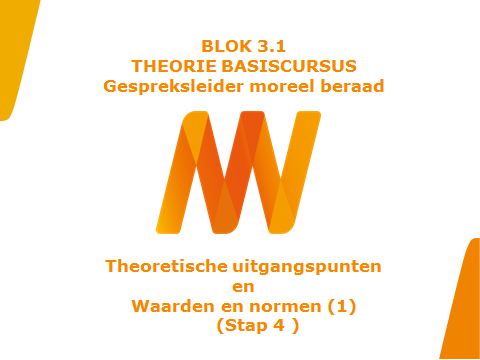 BLOK 3.1
THEORIE BASISCURSUS
Gespreksleider moreel beraad
Theoretische uitgangspunten
en
Waarden en normen (1)
(Stap 4 )